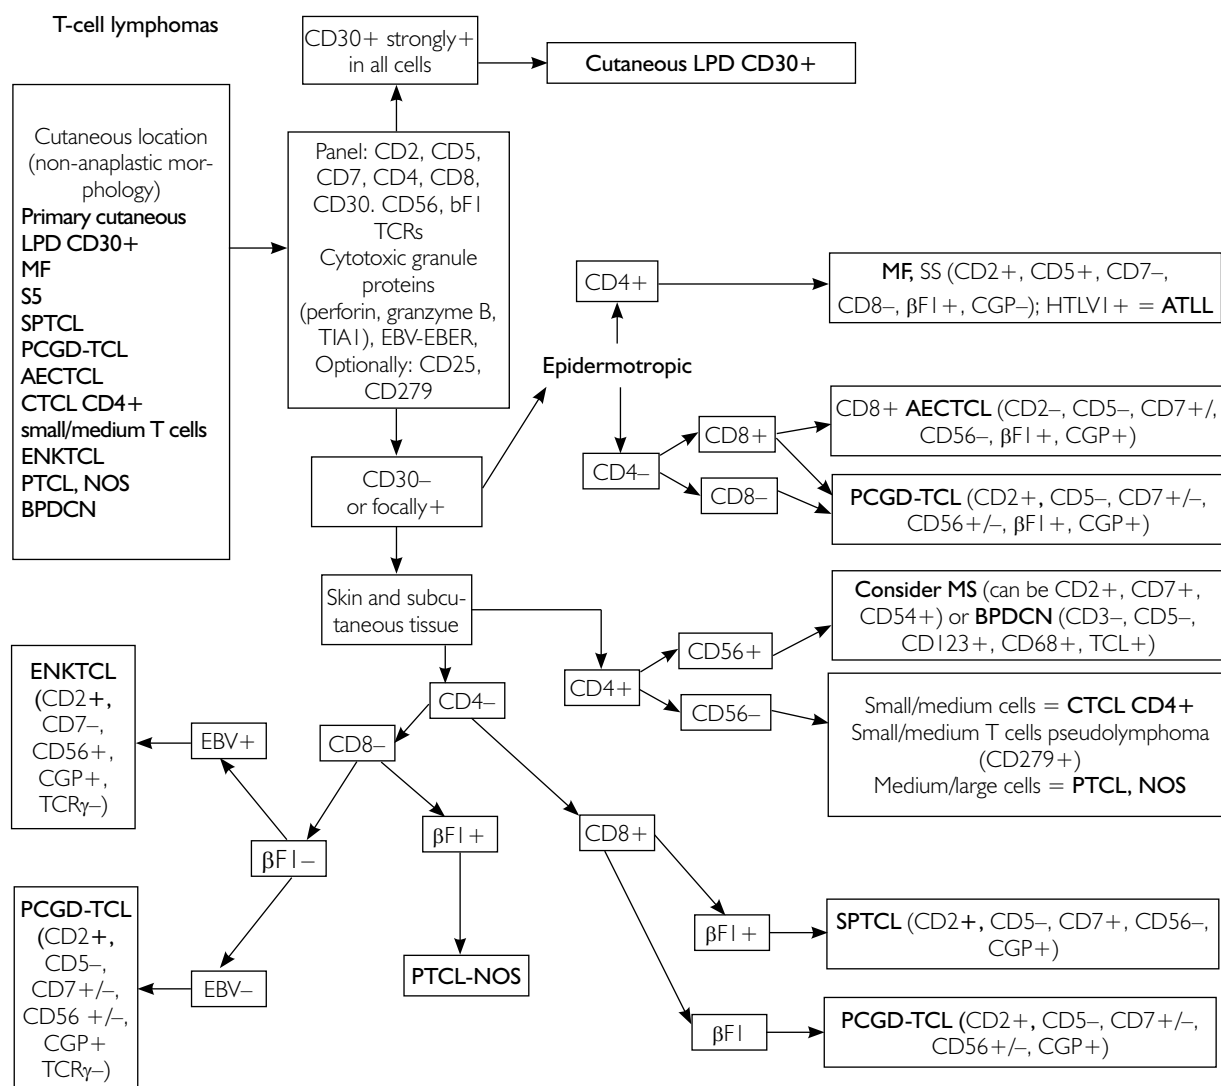 T-cell lymphomas
CD30+ strongly+
in all cells
Cutaneous LPD CD30+
Cutaneous location
(non-anaplastic mor-
phology)
Primary cutaneous
LPD CD30+
MF
S5
SPTCL
PCGD-TCL
AECTCL
CTCL CD4+
small/medium T cells
ENKTCL
PTCL, NOS
BPDCN
Panel: CD2, CD5,
CD7, CD4, CD8,
CD30. CD56, bF1
TCRs
Cytotoxic granule
proteins
(perforin, granzyme B,
TIA1), EBV-EBER,
Optionally: CD25,
CD279
CD30–
or focally+
Epidermotropic
CD4+
MF, SS (CD2+, CD5+, CD7–,
CD8–, βF1+, CGP–); HTLV1+ = ATLL
CD4–
CD8+
CD8–
CD8+ AECTCL (CD2–, CD5–, CD7+/,
CD56–, βF1+, CGP+)
PCGD-TCL (CD2+, CD5–, CD7+/–,
CD56+/–, βF1+, CGP+)
Skin and subcu-
taneous tissue
CD4+
CD56+
CD56–
Consider MS (can be CD2+, CD7+,
CD54+) or BPDCN (CD3–, CD5–,
CD123+, CD68+, TCL+)
Small/medium cells = CTCL CD4+
Small/medium T cells pseudolymphoma
(CD279+)
Medium/large cells = PTCL, NOS
CD4–
CD8–
EBV+
ENKTCL
(CD2+,
CD7–,
CD56+,
CGP+,
TCRγ–)
βF1–
βF1+
CD8+
PCGD-TCL
(CD2+,
CD5–,
CD7+/–,
CD56 +/–,
CGP+
TCRγ–)
EBV–
PTCL-NOS
βF1+
SPTCL (CD2+, CD5–, CD7+, CD56–,
CGP+)
βF1
PCGD-TCL (CD2+, CD5–, CD7+/–,
CD56+/–, CGP+)